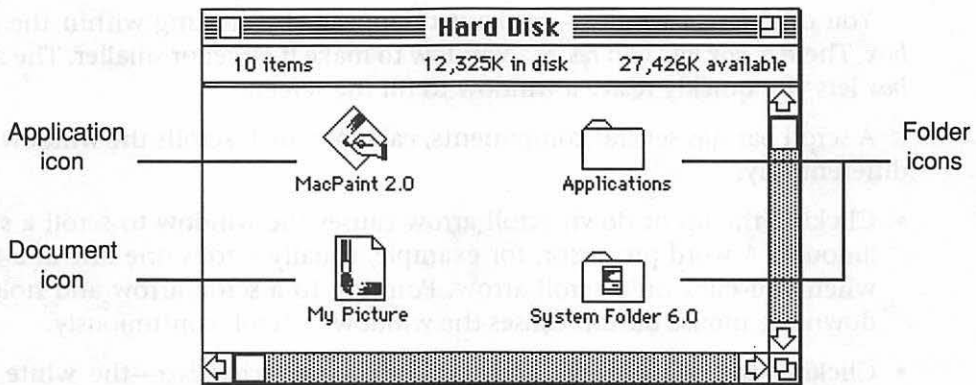 Hard Disk
10 items 12,325K in disk 27,426K available
Application icon
MacPaint 2.0
Applications
Folder icons
Document icon
My Picture
System Folder 6.0